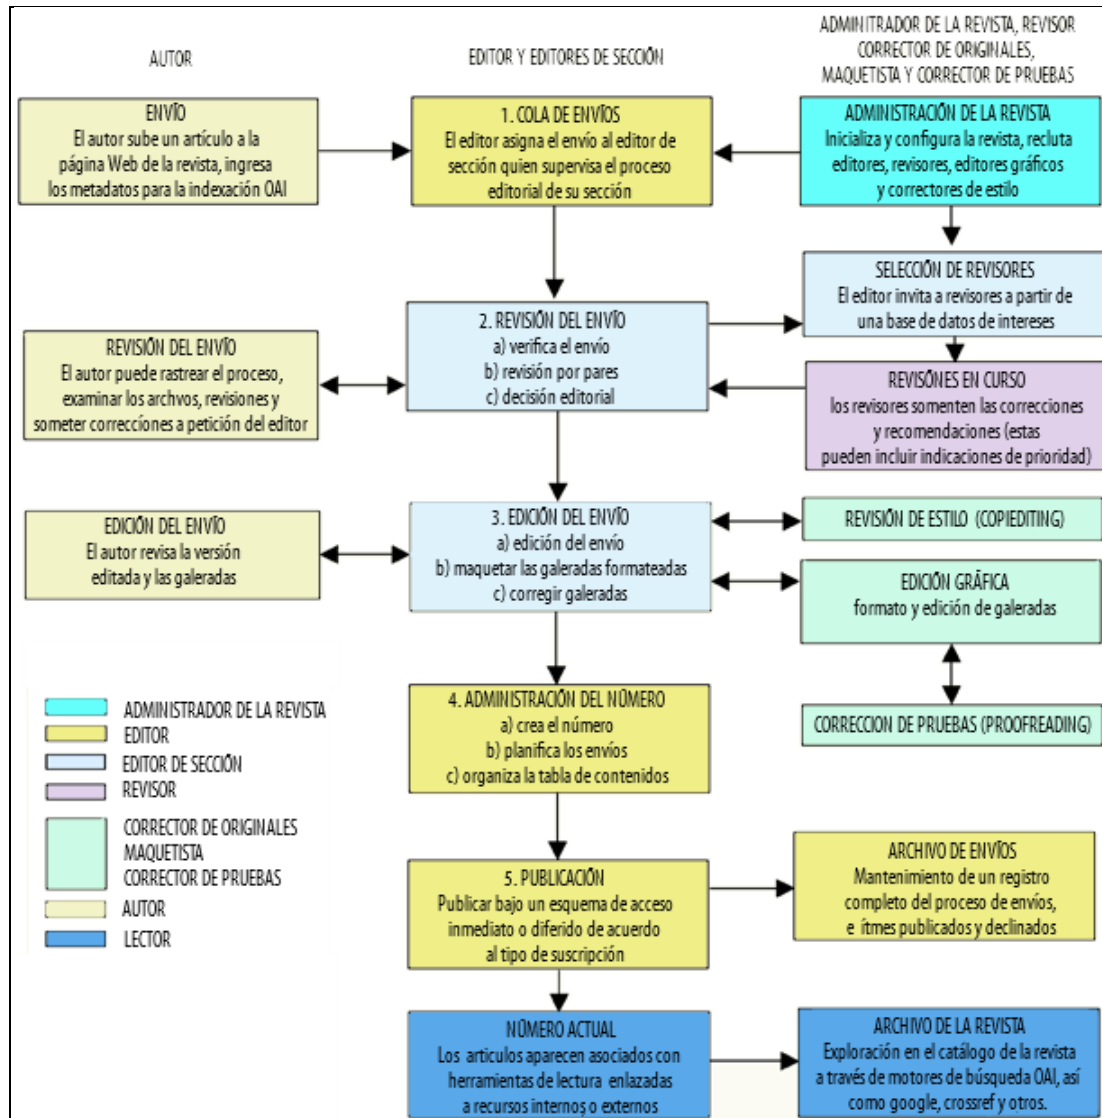 AUTOR
EDITOR Y EDITORES DE SECCIÓN
ADMINITRADOR DE LA REVISTA, REVISOR
CORRECTOR DE ORIGINALES,
MAQUETISTA Y CORRECTOR DE PRUEBAS
ENVÍO
El autor sube un artículo a la
página Web de la revista, ingresa
los metadatos para la indexación OAI
1. COLA DE ENVÍOS
El editor asigna el envío al editor de
sección quien supervisa el proceso
editorial de su sección
ADMINISTRACIÓN DE LA REVISTA
Inicializa y configura la revista, recluta
editores, revisores, editores gráficos
y correctores de estilo
SELECCIÓN DE REVISORES
El editor invita a revisores a partir de
una base de datos de intereses
REVISIÓN DEL ENVÍO
El autor puede rastrear el proceso,
examinar los archvos, revisiones y
someter correcciones a petición del editor
2. REVISIÓN DEL ENVÍO
a) verifica el envío
b) revisión por pares
c) decisión editorial
REVISÓNES EN CURSO
los revisores somenten las correcciones
y recomendaciones (estas
pueden incluir indicaciones de prioridad)
EDICIÓN DEL ENVÍO
El autor revisa la versión
editada y las galeradas
3. EDICIÓN DEL ENVÍO
a) edición del envío
b) maquetar las galeradas formateadas
c) corregir galeradas
REVISIÓN DE ESTILO (COPIEDITING)
EDICIÓN GRÁFICA
formato y edición de galeradas
CORRECCION DE PRUEBAS (PROOFREADING)
4. ADMINISTRACIÓN DEL NÚMERO
a) crea el número
b) planifica los envíos
c) organiza la tabla de contenidos
ADMINISTRADOR DE LA REVISTA
EDITOR
EDITOR DE SECCIÓN
REVISOR
CORRECTOR DE ORIGINALES
MAQUETISTA
CORRECTOR DE PRUEBAS
AUTOR
LECTOR
5. PUBLICACIÓN
Publicar bajo un esquema de acceso
inmediato o diferido de acuerdo
al tipo de suscripción
ARCHIVO DE ENVÍOS
Mantenimiento de un registro
completo del proceso de envíos,
e ítmes publicados y declinados
NÚMERO ACTUAL
Los artículos aparecen asociados con
herramientas de lectura enlazadas
a recursos internos o externos
ARCHIVO DE LA REVISTA
Exploración en el catálogo de la revista
a través de motores de búsqueda OAI, así
como google, crossref y otros.